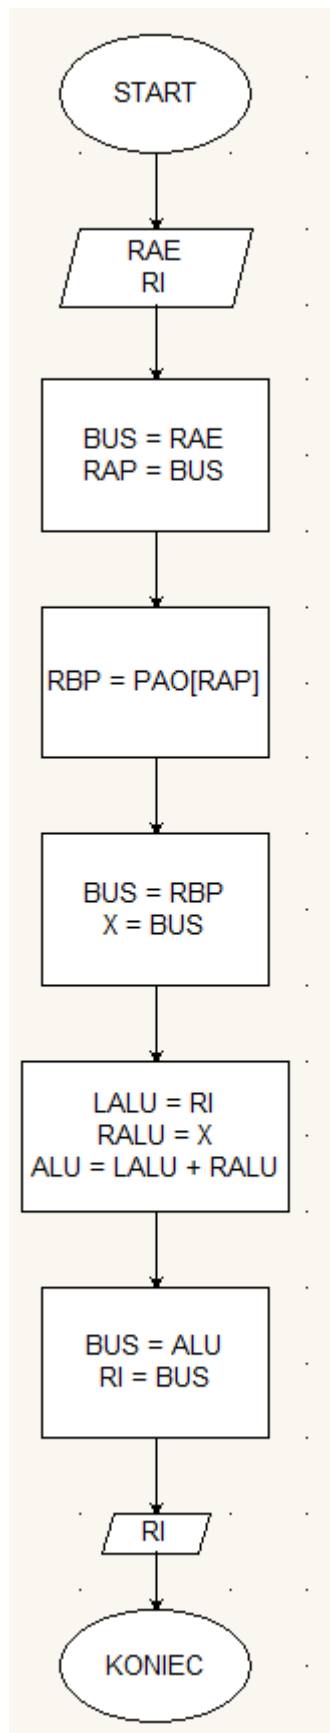 START
RAE
RI
BUS = RAE
RAP = BUS
RBP = PAO[RAP]
BUS = RBP
X = BUS
LALU = RI
RALU = X
ALU = LALU + RALU
BUS = ALU
RI = BUS
RI
KONIEC